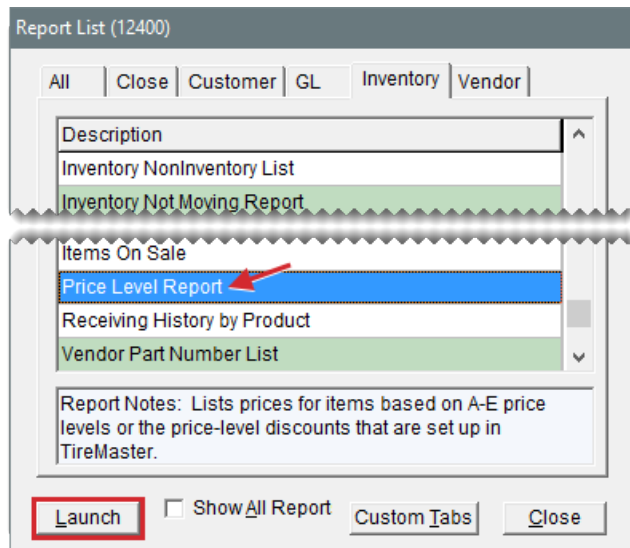 Report List (12400)
All Close Customer GL Inventory Vendor
Description
Inventory NonInventory List
Inventory Not Moving Report
Items On Sale
Price Level Report
Receiving History by Product
Vendor Part Number List
Report Notes: Lists prices for items based on A-E price
levels or the price-level discounts that are set up in
TireMaster.
Launch Show All Report Custom Tabs Close